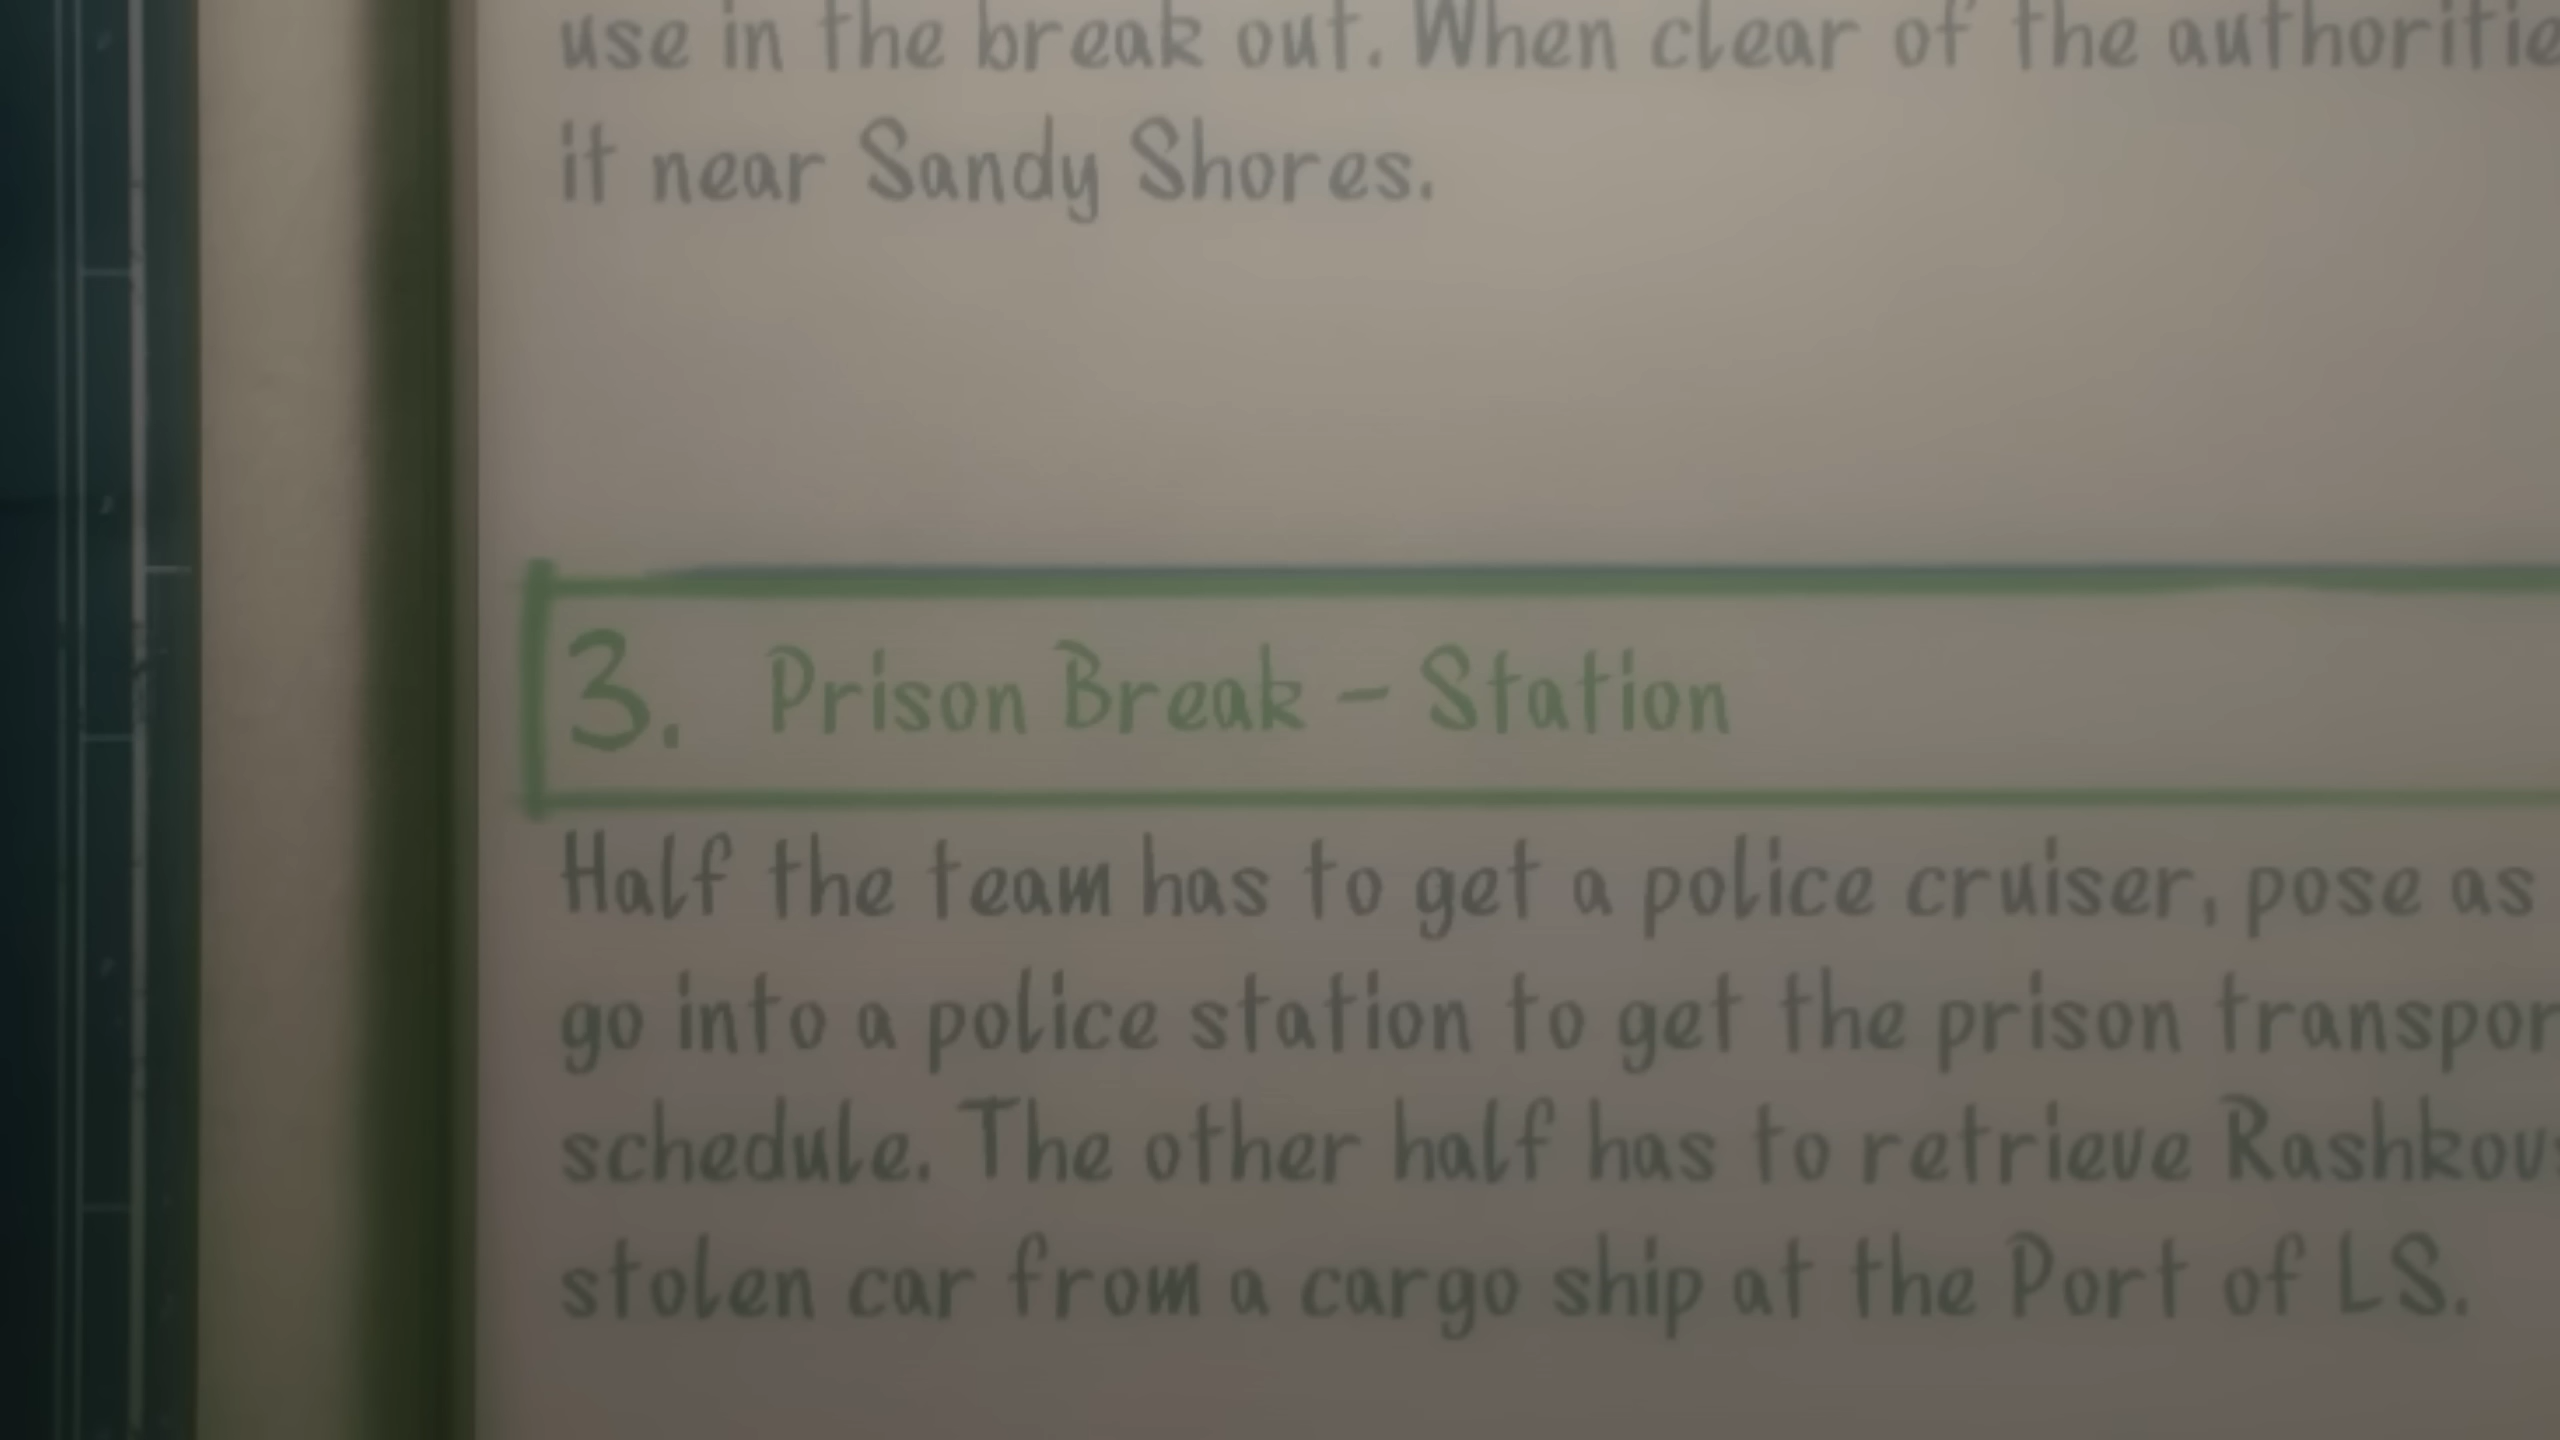 use in the break out. When clear of the
it near Sandy Shores.
3. Prison Break - Station
Half the team has to get a police cruiser, pose as
go into a police station to get the prison
schedule. The other half has to retrieve
stolen car from a cargo ship at the Port of LS.